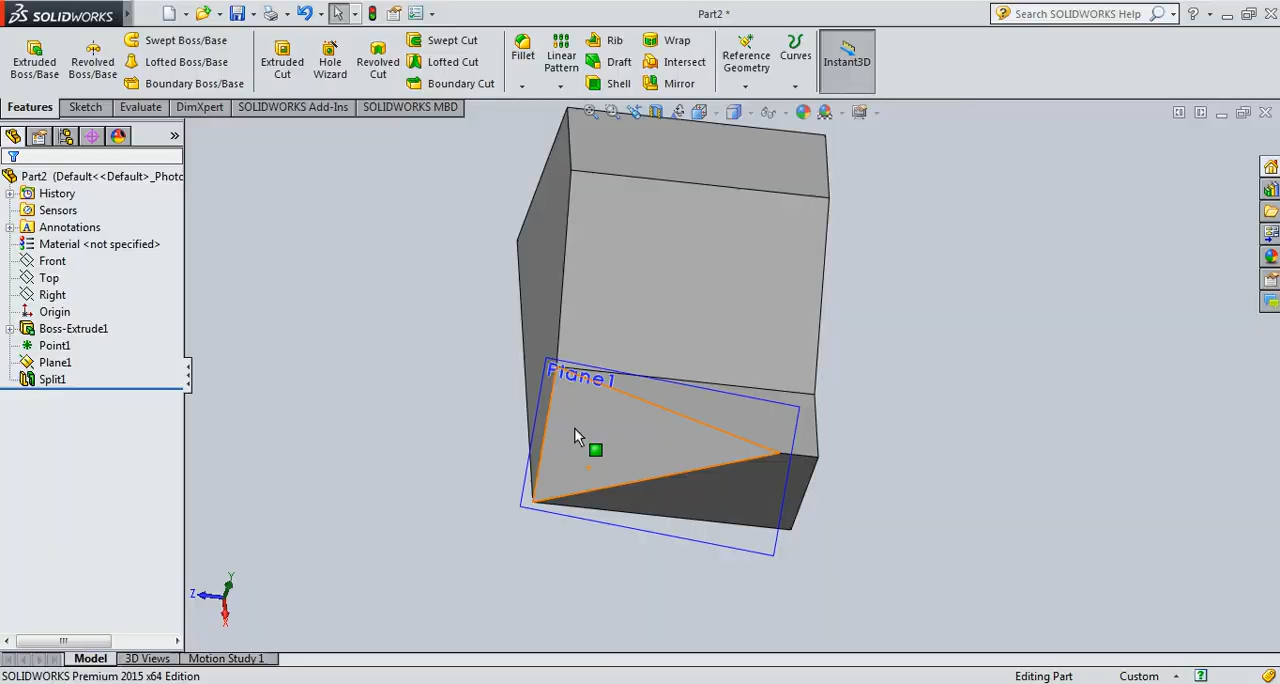 SOLIDWORKS
Part2 *
Search SOLIDWORKS Help
Extruded Boss/Base
Revolved Boss/Base
Swept Boss/Base
Lofted Boss/Base
Boundary Boss/Base
Extruded Cut
Hole Wizard
Revolved Cut
Swept Cut
Lofted Cut
Boundary Cut
Fillet
Linear Pattern
Rib
Draft
Shell
Wrap
Intersect
Mirror
Reference Geometry
Curves
Instant3D
Features
Sketch
Evaluate
DimXpert
SOLIDWORKS Add-Ins
SOLIDWORKS MBD
Part2 (Default<<Default>_Photo
History
Sensors
Annotations
Material <not specified>
Front
Top
Right
Origin
Boss-Extrude1
Point1
Plane1
Split1
Plane1
Y
Z
X
Model
3D Views
Motion Study 1
SOLIDWORKS Premium 2015 x64 Edition
Editing Part
Custom